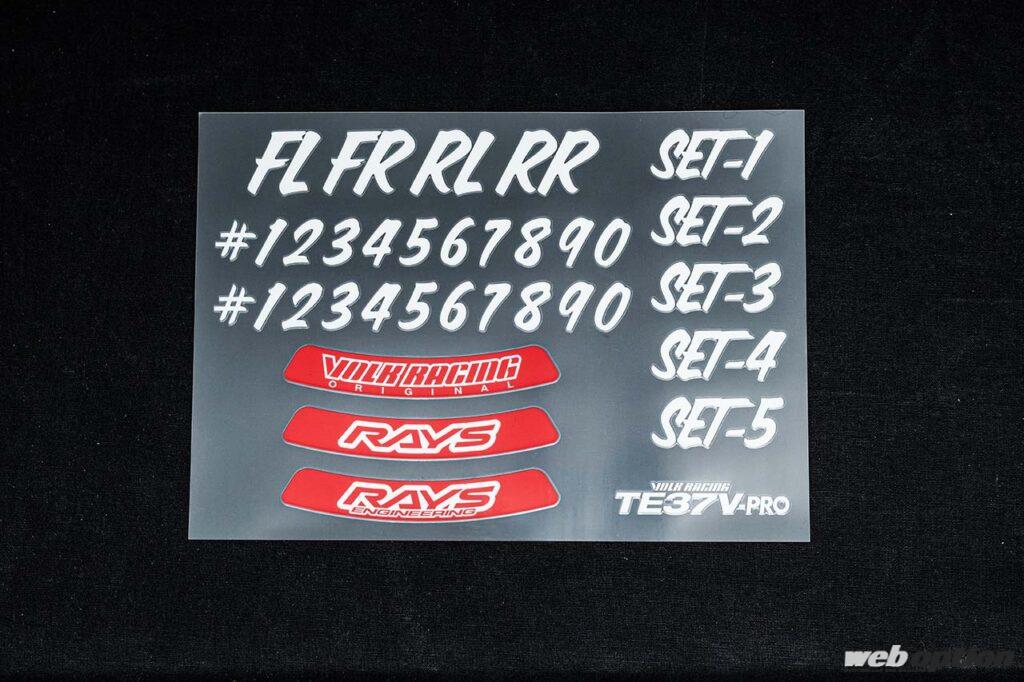 FL FR RL RR
#1234567890
#1234567890
VOLK RACING
ORIGINAL
RAYS
RAYS
ENGINEERING
SET-1
SET-2
SET-3
SET-4
SET-5
VOLK RACING
TE37V-PRO
web option